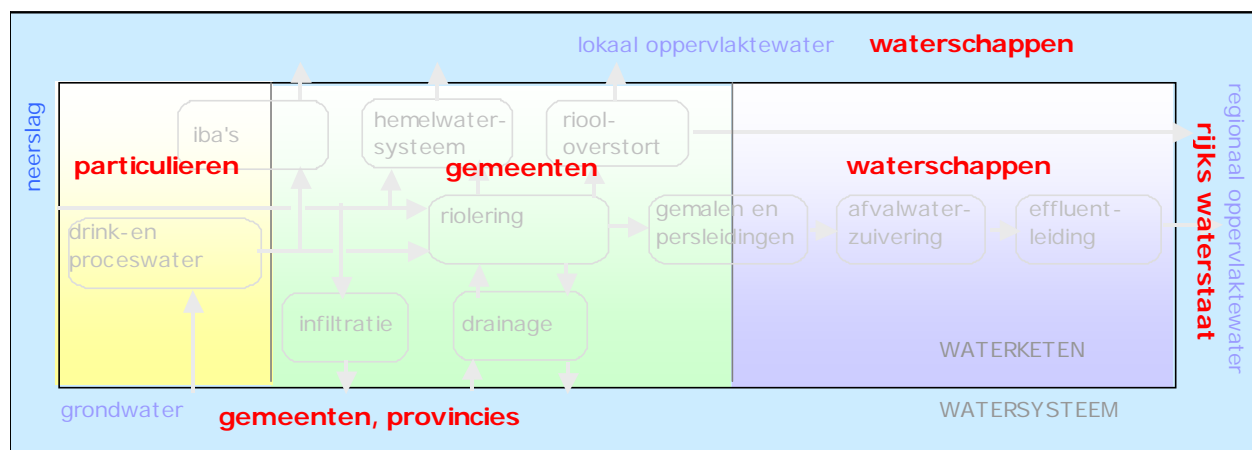 lokaal oppervlaktewater waterschappen
neerslag
iba's
hemelwater-
systeem
riool-
overstort
particulieren
gemeenten
waterschappen
rijks waterstaat
regionaal oppervlaktewater
drink-en
proceswater
riolering
gemalen en
persleidingen
afvalwater-
zuivering
effluent-
leiding
infiltratie
drainage
WATERKETEN
grondwater
gemeenten, provincies
WATERSYSTEEM